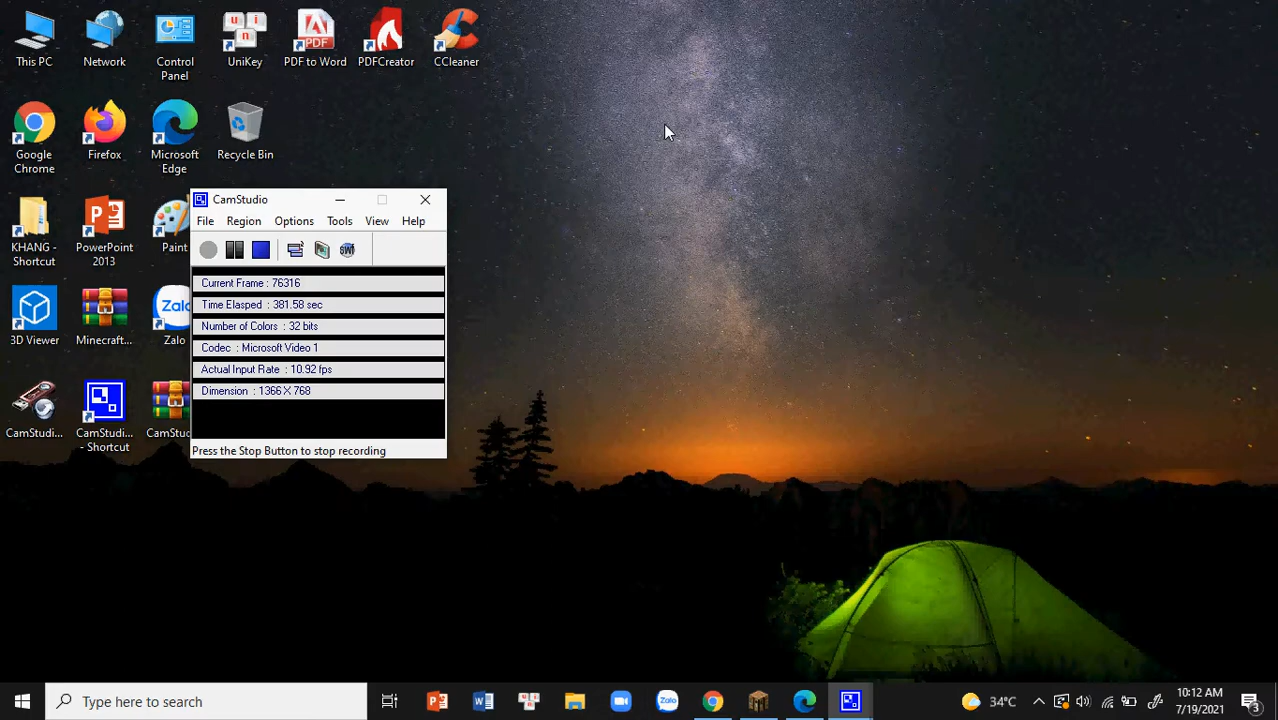 This PC
Network
Control
Panel
UniKey
PDF to Word
PDFCreator
CCleaner
Google
Chrome
Firefox
Microsoft
Edge
Recycle Bin
KHANG -
Shortcut
PowerPoint
2013
Paint
3D Viewer
Minecraft...
Zalo
Zalo
CamStudi...
CamStudi...
- Shortcut
CamStu
CamStudio
File Region Options Tools View Help
Current Frame : 76316
Time Elasped : 381.58 sec
Number of Colors : 32 bits
Codec : Microsoft Video 1
Actual Input Rate : 10.92 fps
Dimension : 1366 X 768
Press the Stop Button to stop recording
Type here to search
Zalo
34°C
10:12 AM
7/19/2021
3